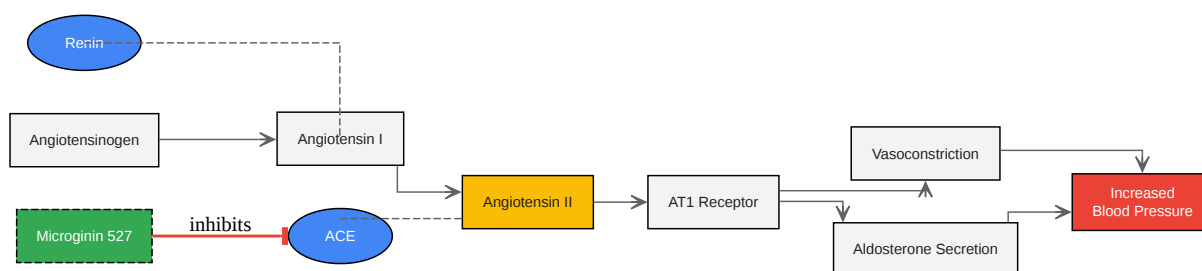 Renin
Angiotensinogen
Angiotensin I
Microginin 527
inhibits
ACE
Angiotensin II
AT1 Receptor
Vasoconstriction
Aldosterone Secretion
Increased
Blood Pressure